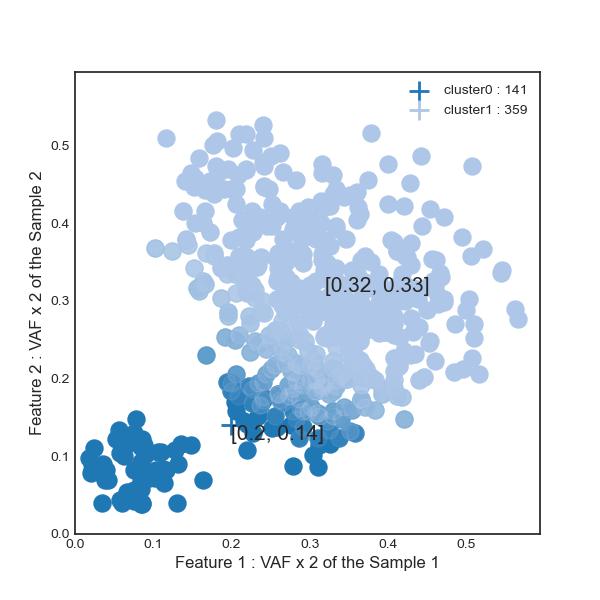 cluster0 : 141
cluster1 : 359
0.5
0.4
0.3
0.2
0.1
0.0
Feature 2 : VAF x 2 of the Sample 2
[0.32, 0.33]
[0.2, 0.14]
0.0 0.1 0.2 0.3 0.4 0.5
Feature 1 : VAF x 2 of the Sample 1